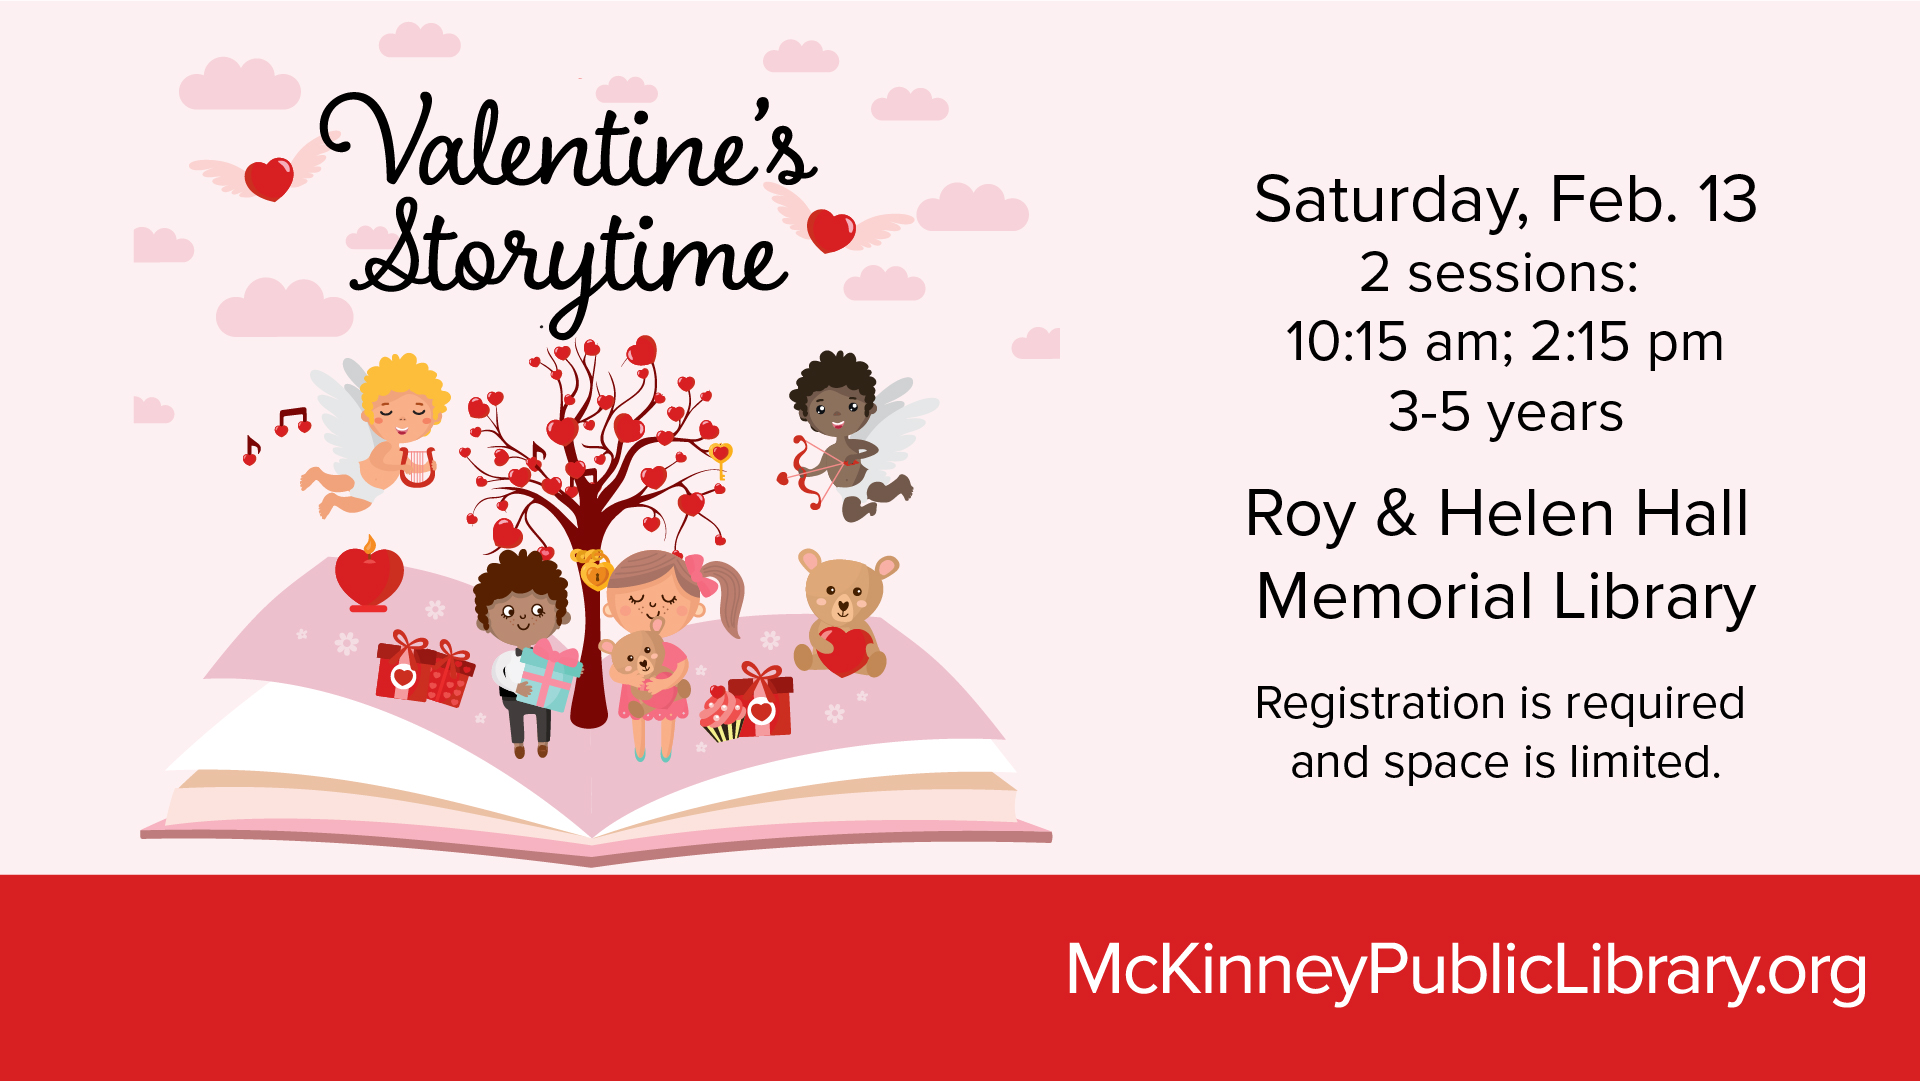 Valentine's
Storytime
Saturday, Feb. 13
2 sessions:
10:15 am; 2:15 pm
3-5 years
Roy & Helen Hall
Memorial Library
Registration is required
and space is limited.
McKinneyPublicLibrary.org